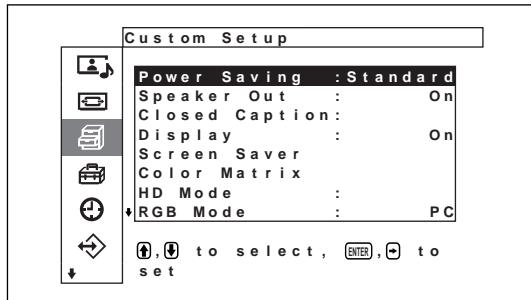 Custom Setup
Power Saving :Standard
Speaker Out : On
Closed Caption:
Display : On
Screen Saver
Color Matrix
HD Mode :
RGB Mode : PC
, to select, ENTER, to
set